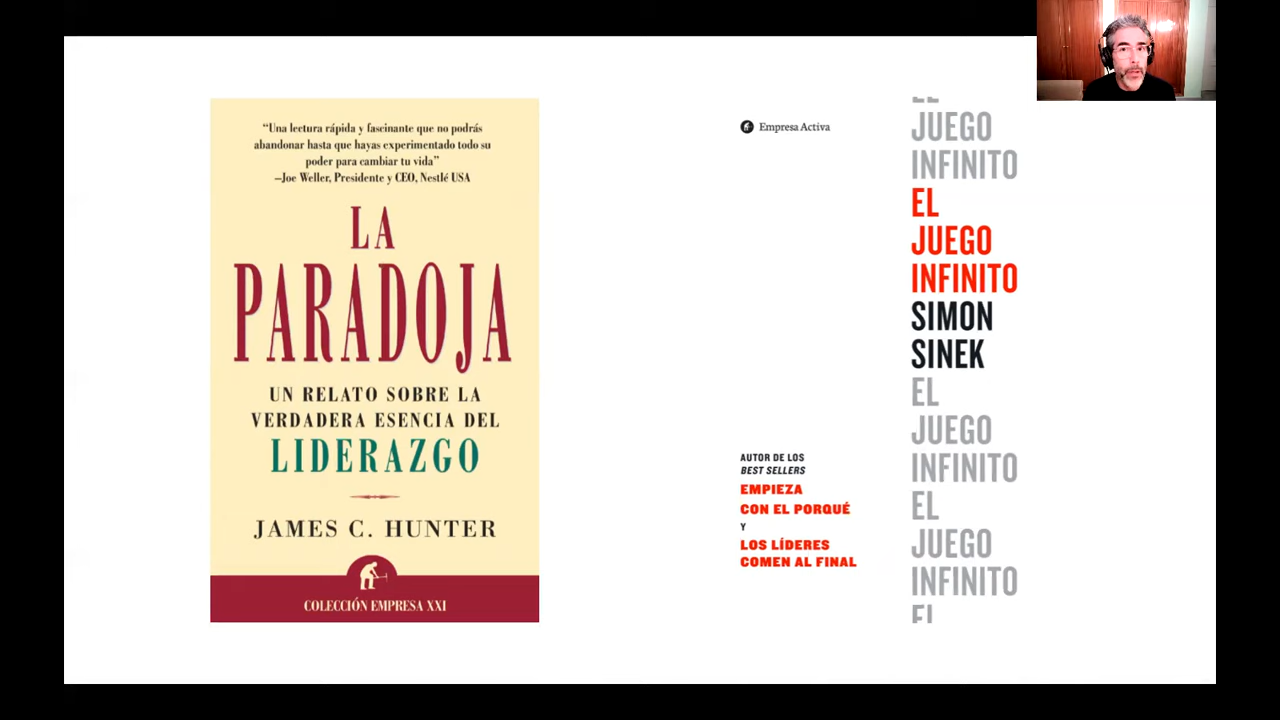 “Una lectura rápida y fascinante que no podrás
abandonar hasta que hayas experimentado todo su
poder para cambiar tu vida”
–Joe Weller, Presidente y CEO, Nestlé USA
LA
PARADOJA
UN RELATO SOBRE LA
VERDADERA ESENCIA DEL
LIDERAZGO
JAMES C. HUNTER
COLECCIÓN EMPRESA XXI
Empresa Activa
AUTOR DE LOS
BEST SELLERS
EMPIEZA
CON EL PORQUÉ
Y
LOS LÍDERES
COMEN AL FINAL
EL
JUEGO
INFINITO
EL
JUEGO
INFINITO
SIMON
SINEK
EL
JUEGO
INFINITO
EL
JUEGO
INFINITO
EL